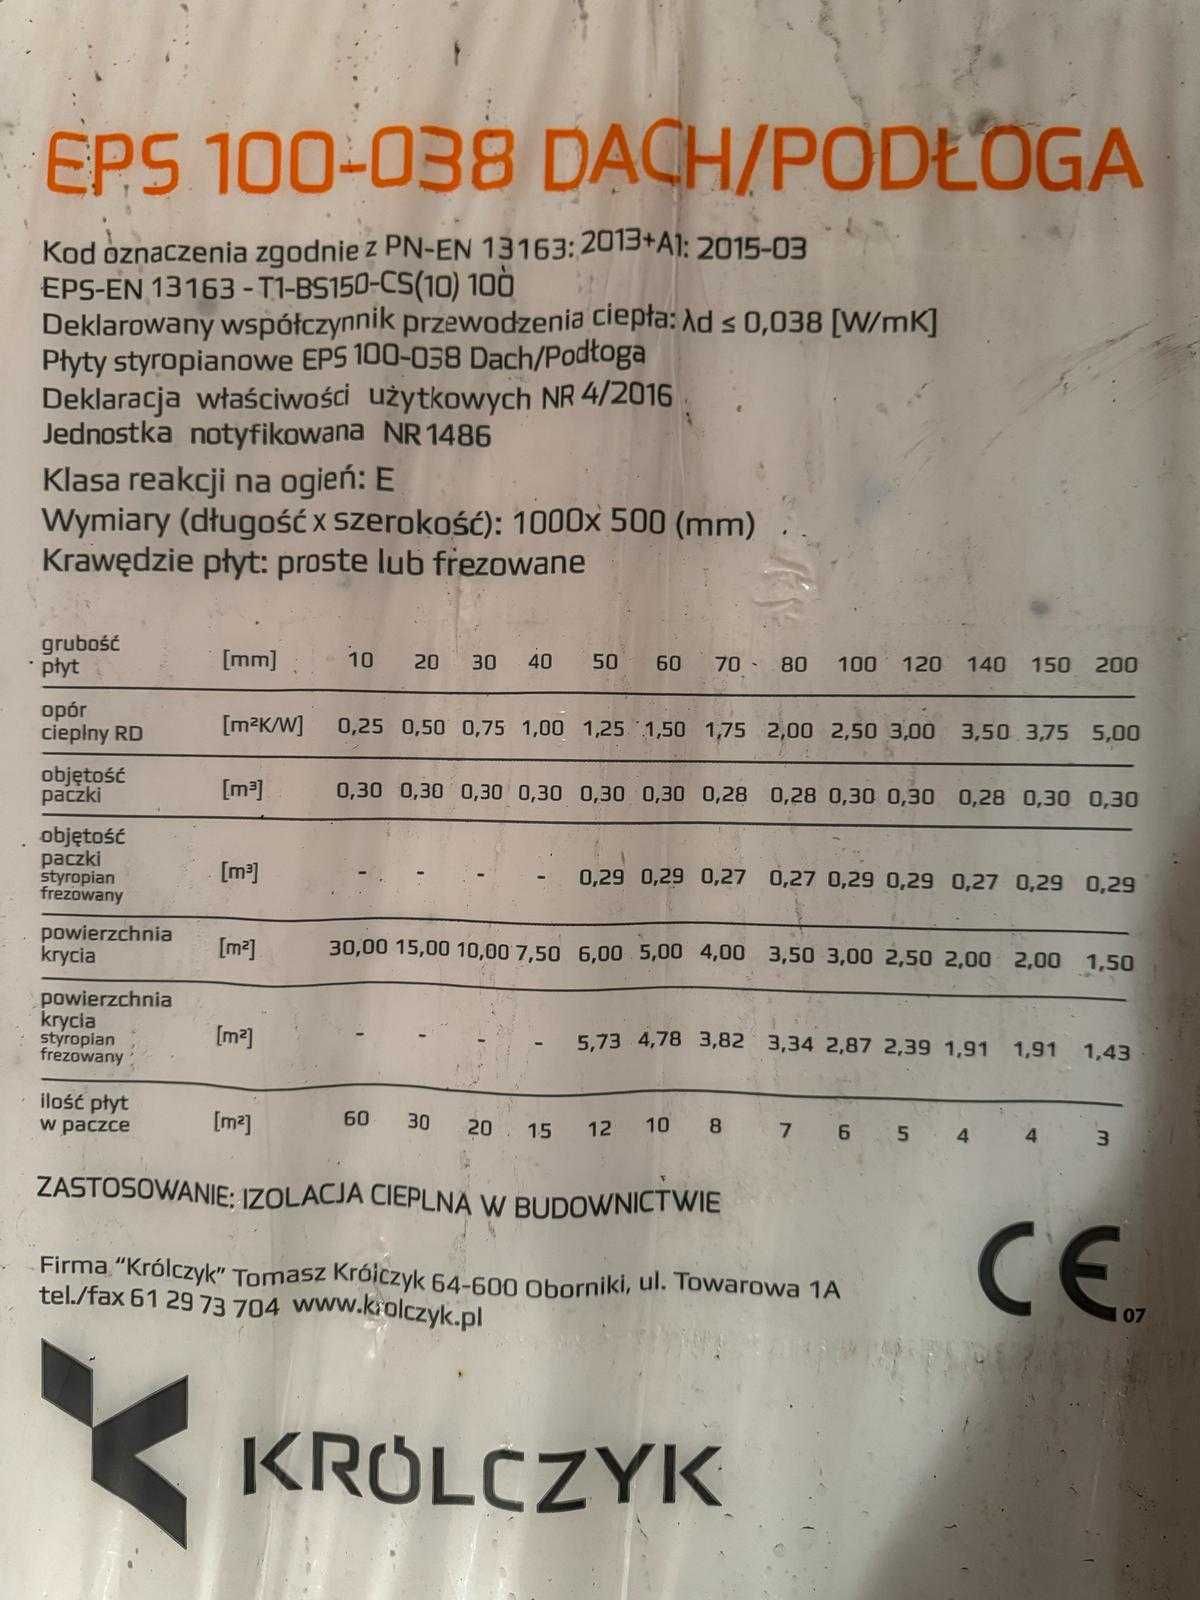 EPS 100-038 DACH/PODŁOGA
Kod oznaczenia zgodnie z PN-EN 13163: 2013+A1: 2015-03
EPS-EN 13163 - T1-BS150-CS(10) 100
Deklarowany współczynnik przewodzenia ciepła: λd ≤ 0,038 [W/mK]
Płyty styropianowe EPS 100-038 Dach/Podłoga
Deklaracja właściwości użytkowych NR 4/2016
Jednostka notyfikowana NR 1486
Klasa reakcji na ogień: E
Wymiary (długość x szerokość): 1000x 500 (mm)
Krawędzie płyt: proste lub frezowane
grubość
płyt [mm] 10 20 30 40 50 60 70 80 100 120 140 150 200
opór
cieplny RD [m²K/W] 0,25 0,50 0,75 1,00 1,25 1,50 1,75 2,00 2,50 3,00 3,50 3,75 5,00
objętość
paczki [m³] 0,30 0,30 0,30 0,30 0,30 0,30 0,28 0,28 0,30 0,30 0,28 0,30 0,30
objętość
paczki
styropian [m³] - - - - 0,29 0,29 0,27 0,27 0,29 0,29 0,27 0,29 0,29
frezowany
powierzchnia
krycia [m²] 30,00 15,00 10,00 7,50 6,00 5,00 4,00 3,50 3,00 2,50 2,00 2,00 1,50
powierzchnia
krycia
styropian [m²] - - - - 5,73 4,78 3,82 3,34 2,87 2,39 1,91 1,91 1,43
frezowany
ilość płyt
w paczce [m²] 60 30 20 15 12 10 8 7 6 5 4 4 3
ZASTOSOWANIE: IZOLACJA CIEPLNA W BUDOWNICTWIE
Firma "Królczyk" Tomasz Królczyk 64-600 Oborniki, ul. Towarowa 1A
tel./fax 61 29 73 704 www.krolczyk.pl
CE 07
KRÓLCZYK